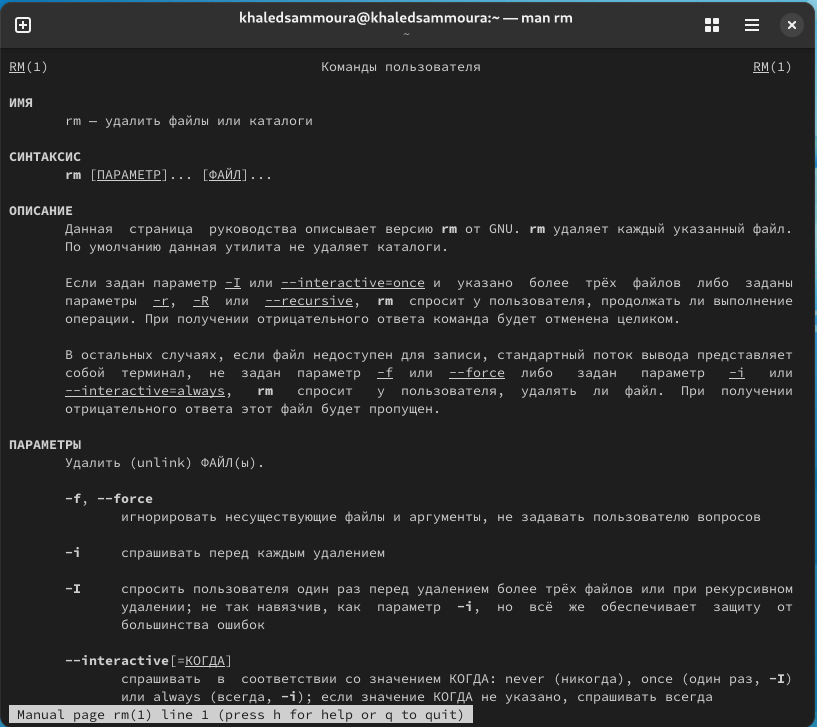 khaledsammoura@khaledsammoura:~ — man rm
~
RM(1) Команды пользователя RM(1)
ИМЯ
rm — удалить файлы или каталоги
СИНТАКСИС
rm [ПАРАМЕТР]... [ФАЙЛ]...
ОПИСАНИЕ
Данная страница руководства описывает версию rm от GNU. rm удаляет каждый указанный файл.
По умолчанию данная утилита не удаляет каталоги.
Если задан параметр -I или --interactive=once и указано более трёх файлов либо заданы
параметры -r, -R или --recursive, rm спросит у пользователя, продолжать ли выполнение
операции. При получении отрицательного ответа команда будет отменена целиком.
В остальных случаях, если файл недоступен для записи, стандартный поток вывода представляет
собой терминал, не задан параметр -f или --force либо задан параметр -i или
--interactive=always, rm спросит у пользователя, удалять ли файл. При получении
отрицательного ответа этот файл будет пропущен.
ПАРАМЕТРЫ
Удалить (unlink) ФАЙЛ(ы).
-f, --force
игнорировать несуществующие файлы и аргументы, не задавать пользователю вопросов
-i спрашивать перед каждым удалением
-I спросить пользователя один раз перед удалением более трёх файлов или при рекурсивном
удалении; не так навязчив, как параметр -i, но всё же обеспечивает защиту от
большинства ошибок
--interactive[=КОГДА]
спрашивать в соответствии со значением КОГДА: never (никогда), once (один раз, -I)
или always (всегда, -i); если значение КОГДА не указано, спрашивать всегда
Manual page rm(1) line 1 (press h for help or q to quit)